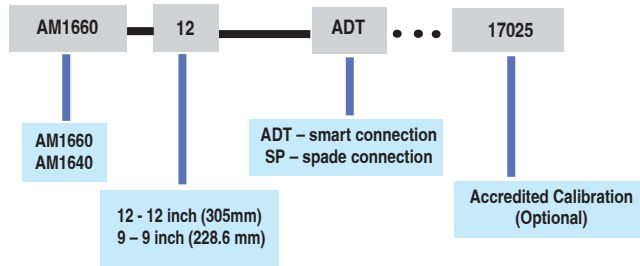 AM1660 12 ADT 17025
AM1660
AM1640
ADT – smart connection
SP – spade connection
12 - 12 inch (305mm)
9 – 9 inch (228.6 mm)
Accredited Calibration
(Optional)